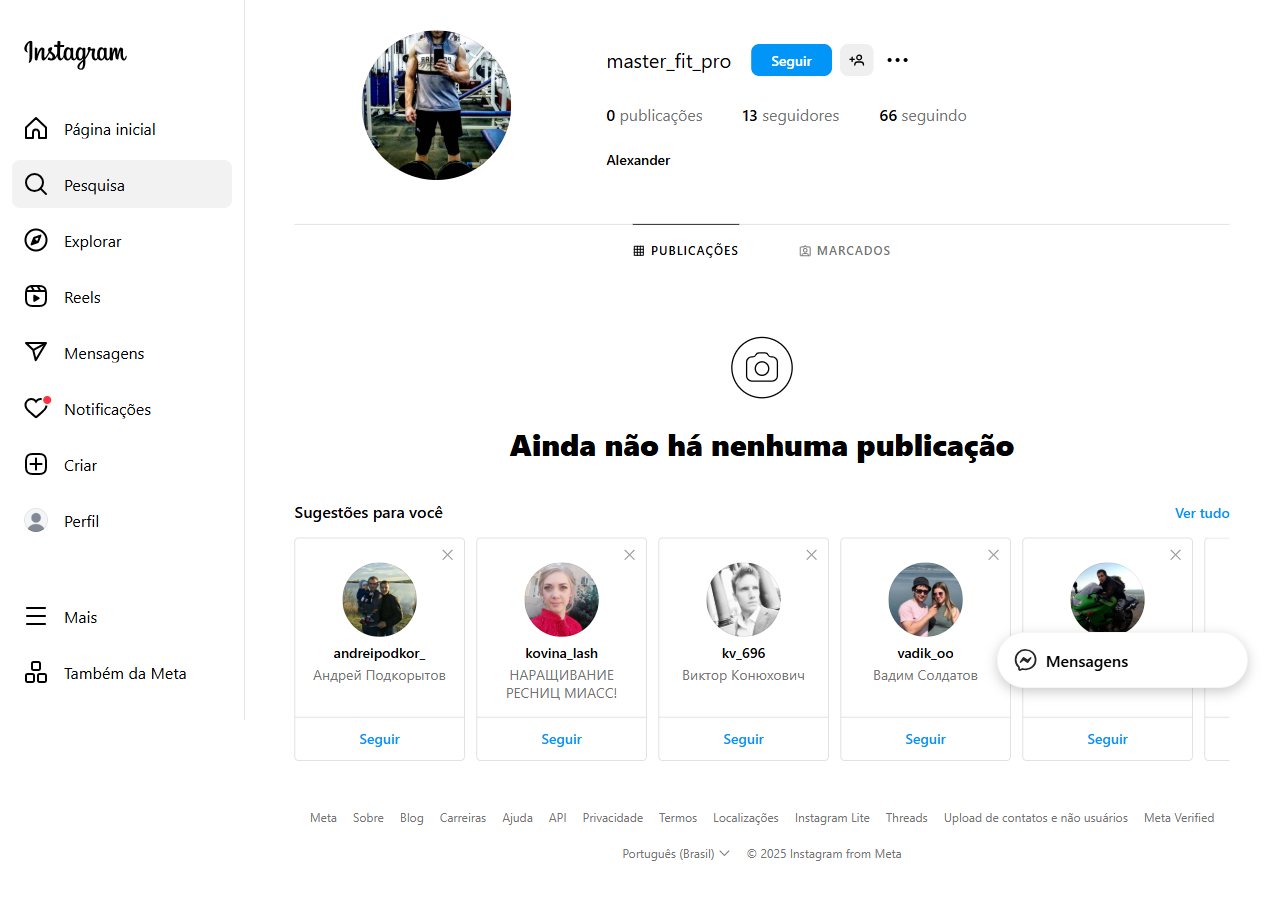 Instagram
Página inicial
Pesquisa
Explorar
Reels
Mensagens
Notificações
Criar
Perfil
Mais
Também da Meta
master_fit_pro Seguir
0 publicações 13 seguidores 66 seguindo
Alexander
PUBLICAÇÕES MARCADOS
Ainda não há nenhuma publicação
Sugestões para você Ver tudo
andreipodkor_
Андрей Подкорытов
Seguir
kovina_lash
НАРАЩИВАНИЕ
РЕСНИЦ МИАСС!
Seguir
kv_696
Виктор Конюхович
Seguir
vadik_oo
Вадим Солдатов
Seguir
Seguir
Mensagens
Meta Sobre Blog Carreiras Ajuda API Privacidade Termos Localizações Instagram Lite Threads Upload de contatos e não usuários Meta Verified
Português (Brasil) © 2025 Instagram from Meta